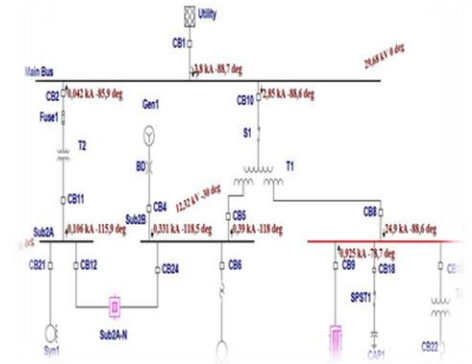 Utility
CB1
29,68 kV 0 deg
Main Bus
2,8 kA -88,7 deg
CB2
0,042 kA -85,9 deg
CB10
2,85 kA -88,6 deg
Fuse1
Gen1
S1
T2
BD
T1
CB11
CB4
12,32 kV -30 deg
Sub2B
CB5
CB8
Sub2A
0,106 kA -115,9 deg
0,331 kA -118,5 deg
0,39 kA -118
24,9 kA -88,6
0,925 kA -78,7 deg
CB21
CB12
CB24
CB6
CB9
CB18
SPST1
Sub2A-N
Syn1
CAP1
CB22